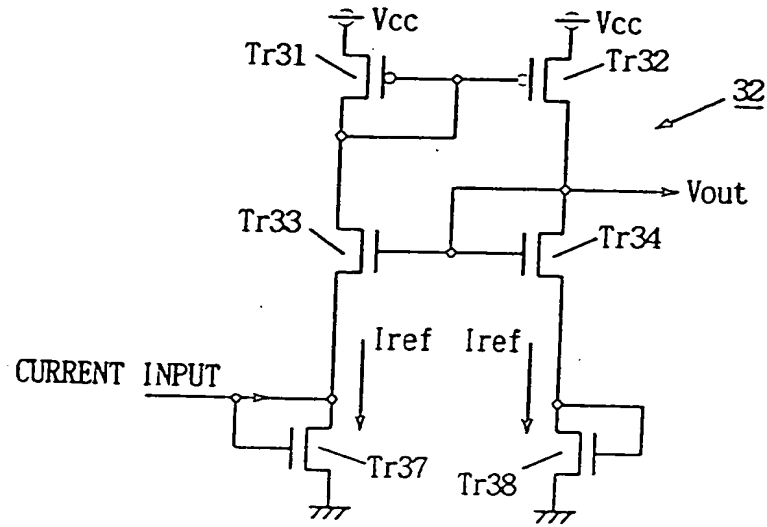 Vcc Vcc
Tr31 Tr32
32
Vout
Tr33 Tr34
Iref Iref
CURRENT INPUT
Tr37 Tr38